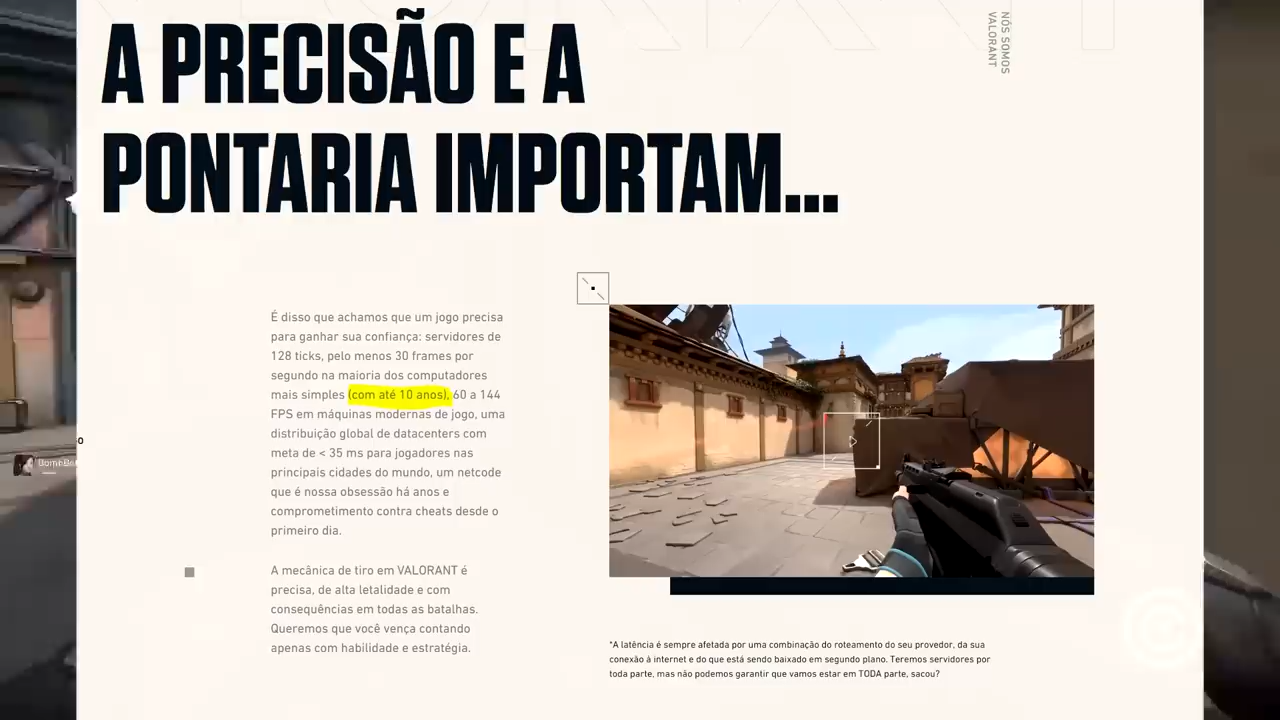 A PRECISÃO E A
PONTARIA IMPORTAM...
NÓS SOMOS
VALORANT
É disso que achamos que um jogo precisa
para ganhar sua confiança: servidores de
128 ticks, pelo menos 30 frames por
segundo na maioria dos computadores
mais simples (com até 10 anos), 60 a 144
FPS em máquinas modernas de jogo, uma
distribuição global de datacenters com
meta de < 35 ms para jogadores nas
principais cidades do mundo, um netcode
que é nossa obsessão há anos e
comprometimento contra cheats desde o
primeiro dia.
A mecânica de tiro em VALORANT é
precisa, de alta letalidade e com
consequências em todas as batalhas.
Queremos que você vença contando
apenas com habilidade e estratégia.
*A latência é sempre afetada por uma combinação do roteamento do seu provedor, da sua
conexão à internet e do que está sendo baixado em segundo plano. Teremos servidores por
toda parte, mas não podemos garantir que vamos estar em TODA parte, sacou?